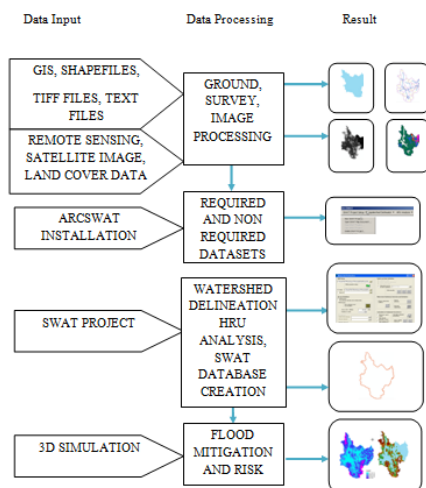 Data Input
Data Processing
Result
GIS, SHAPEFILES,
TIFF FILES, TEXT
FILES
GROUND,
SURVEY,
IMAGE
PROCESSING
REMOTE SENSING,
SATELLITE IMAGE,
LAND COVER DATA
ARCSWAT
INSTALLATION
REQUIRED
AND NON
REQUIRED
DATASETS
SWAT PROJECT
WATERSHED
DELINEATION
HRU
ANALYSIS,
SWAT
DATABASE
CREATION
3D SIMULATION
FLOOD
MITIGATION
AND RISK